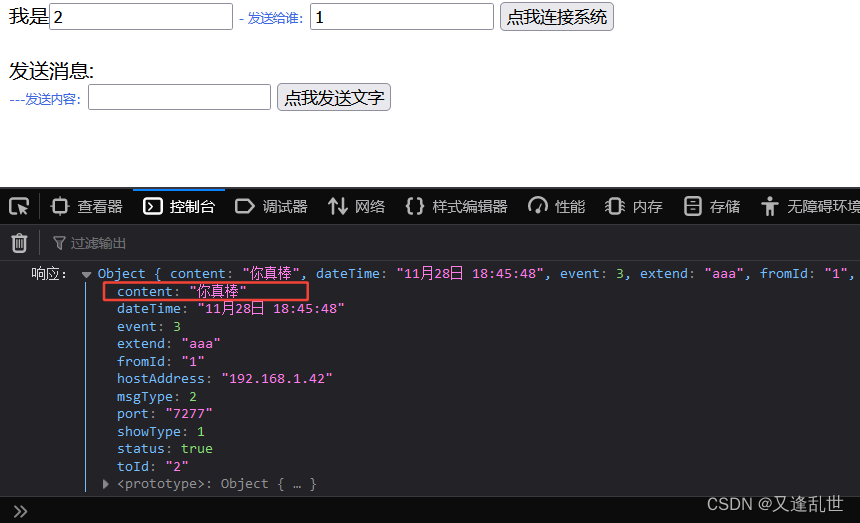 我是2 - 发送给谁: 1 点我连接系统
发送消息:
---发送内容: 点我发送文字
查看器 控制台 调试器 网络 样式编辑器 性能 内存 存储 无障碍环境
过滤输出
响应: Object { content: "你真棒", dateTime: "11月28日 18:45:48", event: 3, extend: "aaa", fromId: "1",
content: "你真棒"
dateTime: "11月28日 18:45:48"
event: 3
extend: "aaa"
fromId: "1"
hostAddress: "192.168.1.42"
msgType: 2
port: "7277"
showType: 1
status: true
toId: "2"
<prototype>: Object { … }
CSDN @又逢乱世